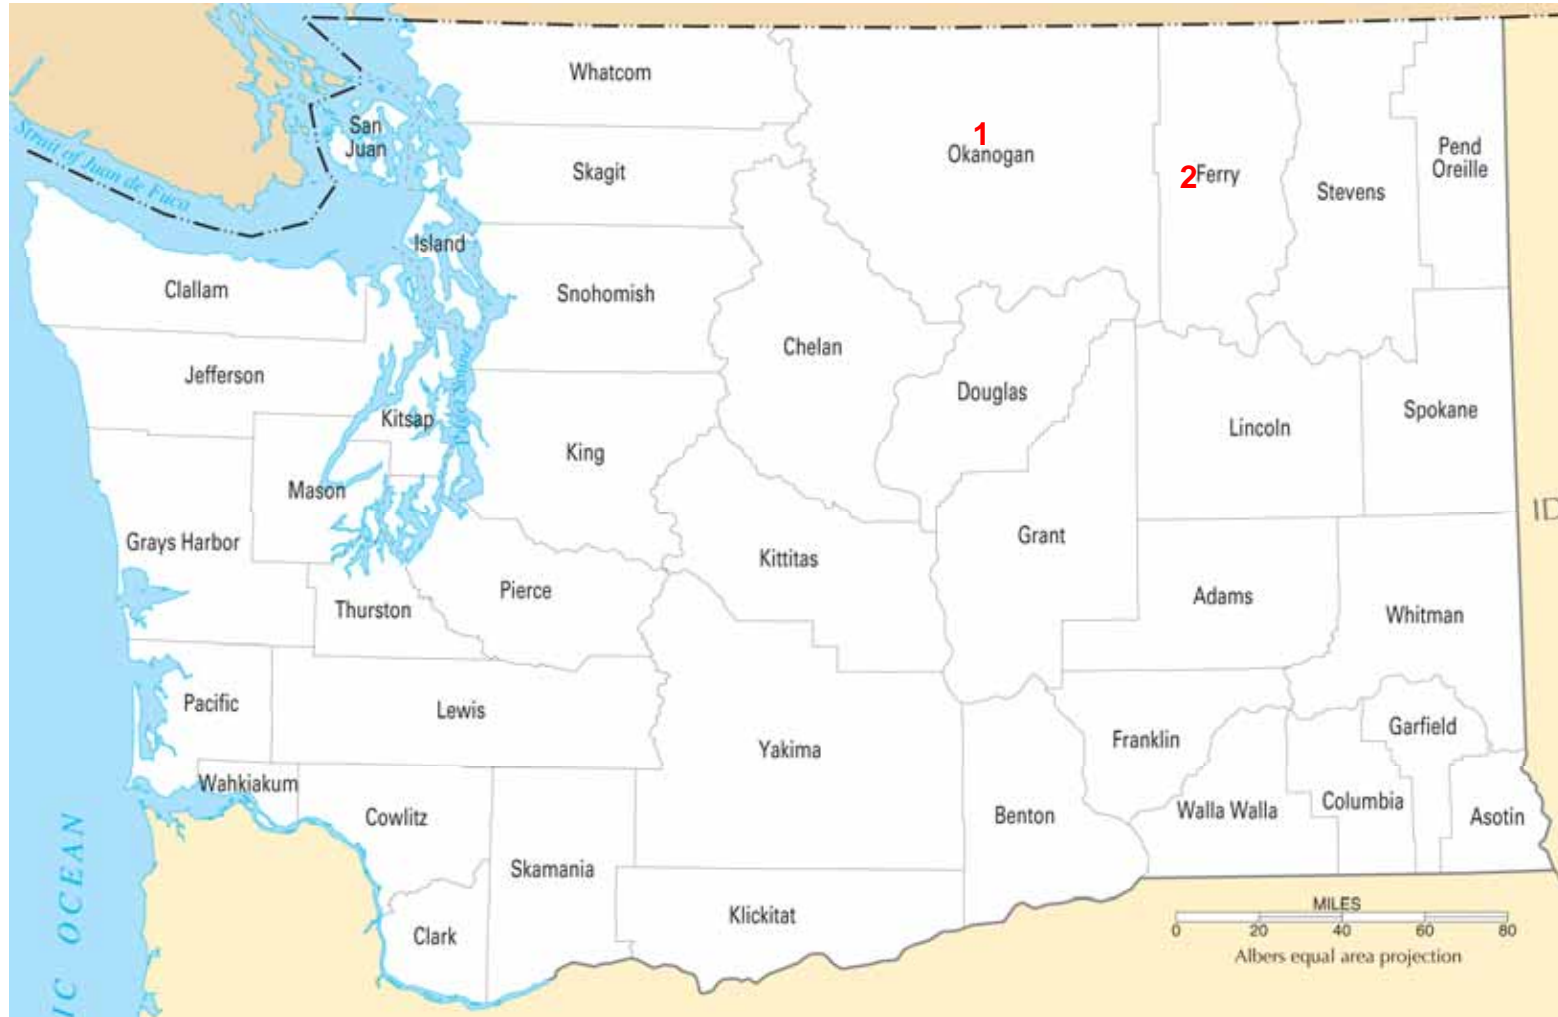 Whatcom
San
Juan
Skagit
1
Okanogan
2
Ferry
Stevens
Pend
Oreille
Strait of Juan de Fuca
Island
Clallam
Snohomish
Chelan
Jefferson
Douglas
Kitsap
King
Lincoln
Spokane
Mason
Grays Harbor
Grant
ID
Kittitas
Pierce
Thurston
Adams
Whitman
Pacific
Lewis
Yakima
Franklin
Garfield
Wahkiakum
Cowlitz
Benton
Walla Walla
Columbia
Asotin
Skamania
Klickitat
Clark
IC OCEAN
MILES
0 20 40 60 80
Albers equal area projection